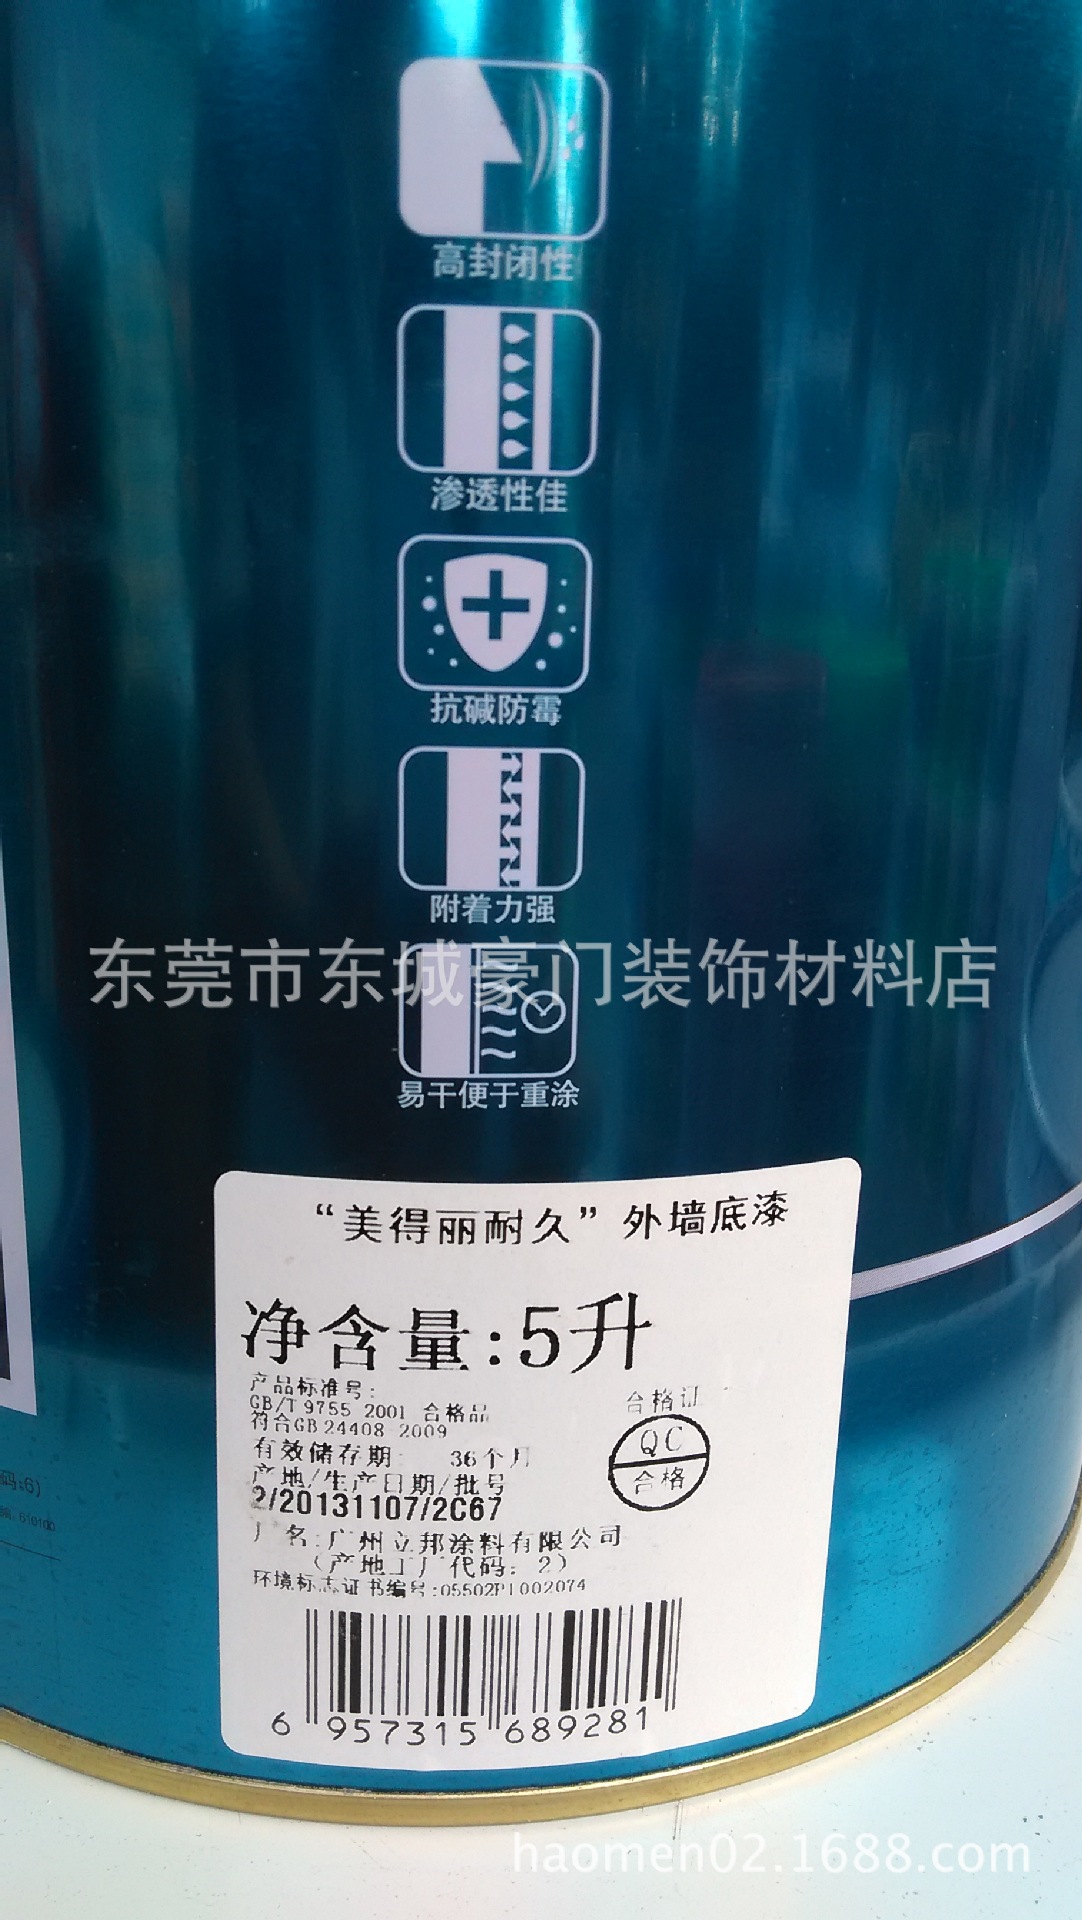 高封闭性
渗透性佳
抗碱防霉
附着力强
东莞市东城豪门装饰材料店
易干便于重涂
“美得丽耐久”外墙底漆
净含量:5升
产品标准号:
GB/T 9755 2001 合格品
符合GB 24408 2009
合格证
QC
合格
有效储存期: 36个月
产地/生产日期/批号
2/20131107/2C67
厂名:广州立邦涂料有限公司
(产地工厂代码: 2)
环境标志证书编号:05502P1002074
6 957315 689281
码:6)
haomen02.1688.com